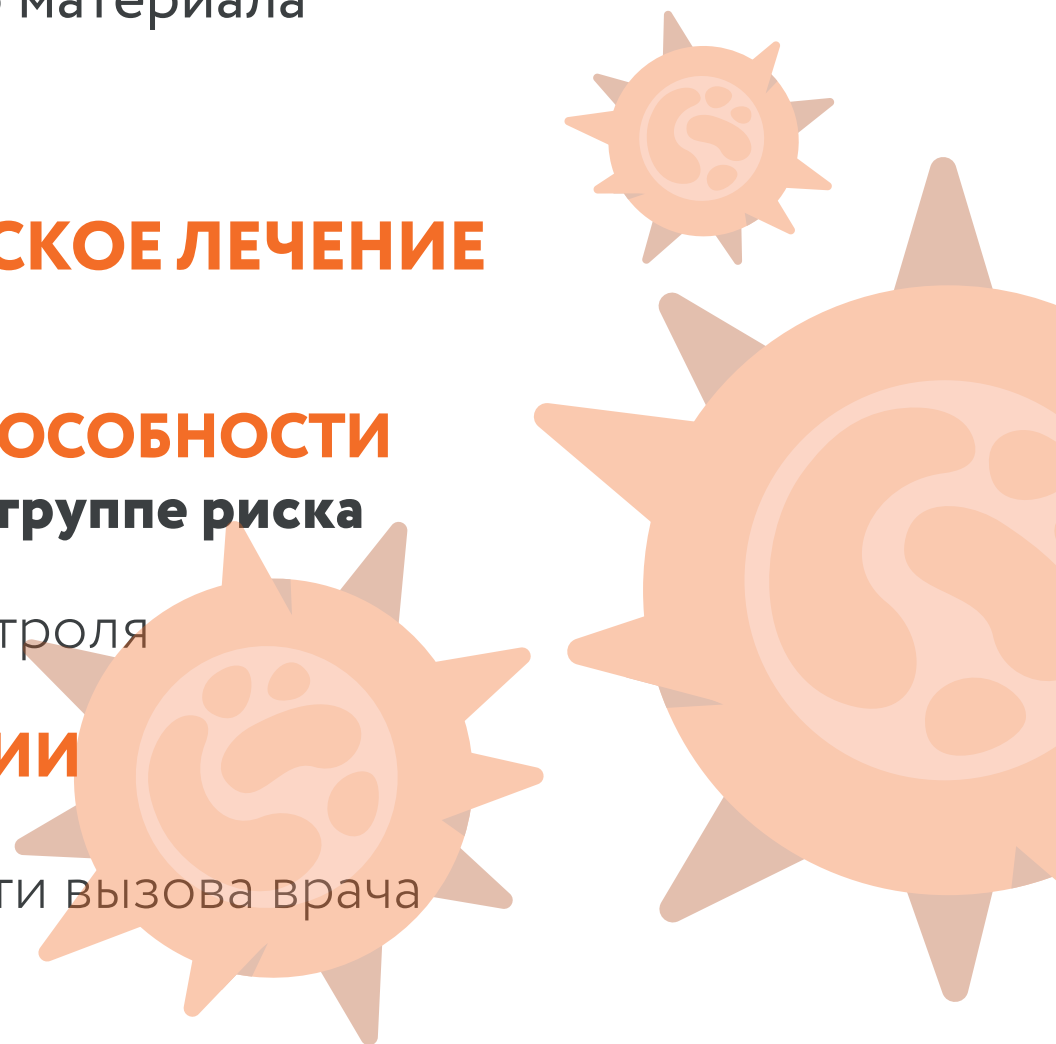 материала
СКОЕ ЛЕЧЕНИЕ
ОСОБНОСТИ
группе риска
троля
ИИ
ти вызова врача